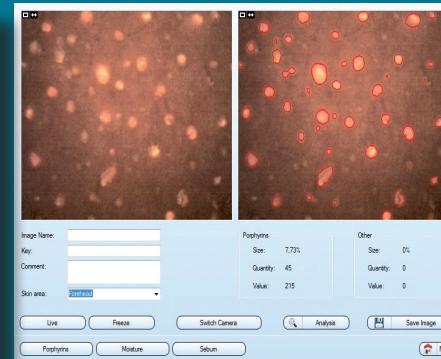 Image Name:
Key:
Comment:
Skin area: Forehead
Porphyrins
Size: 7,73%
Quantity: 45
Value: 215
Other
Size: 0%
Quantity: 0
Value: 0
Live Freeze Switch Camera Analysis Save Image
Porphyrins Moisture Sebum